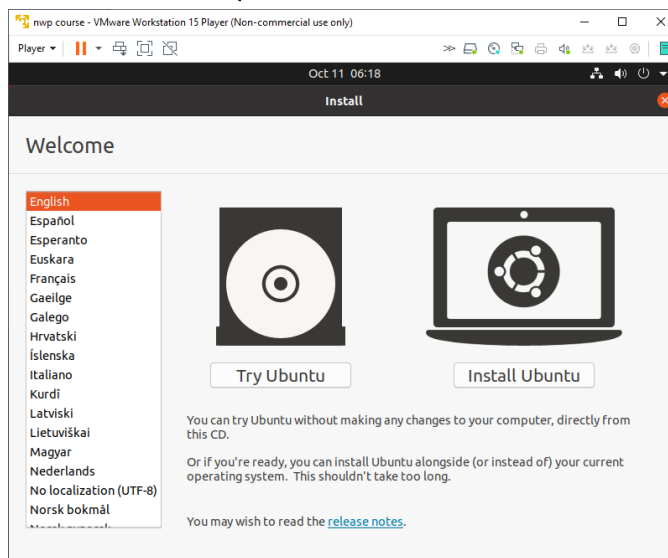 nwp course - VMware Workstation 15 Player (Non-commercial use only)
Player
Oct 11 06:18
Install
Welcome
English
Español
Esperanto
Euskara
Français
Gaeilge
Galego
Hrvatski
Íslenska
Italiano
Kurdî
Latviski
Lietuviškai
Magyar
Nederlands
No localization (UTF-8)
Norsk bokmål
Try Ubuntu
Install Ubuntu
You can try Ubuntu without making any changes to your computer, directly from
this CD.
Or if you're ready, you can install Ubuntu alongside (or instead of) your current
operating system. This shouldn't take too long.
You may wish to read the release notes.